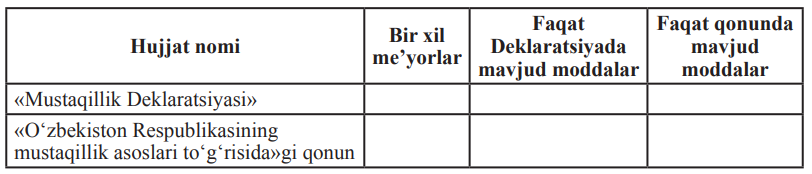 Hujjat nomi
Bir xil
me’yorlar
Faqat
Deklaratsiyada
mavjud moddalar
Faqat qonunda
mavjud
moddalar
«Mustaqillik Deklaratsiyasi»
«O‘zbekiston Respublikasining
mustaqillik asoslari to‘g‘risida»gi qonun